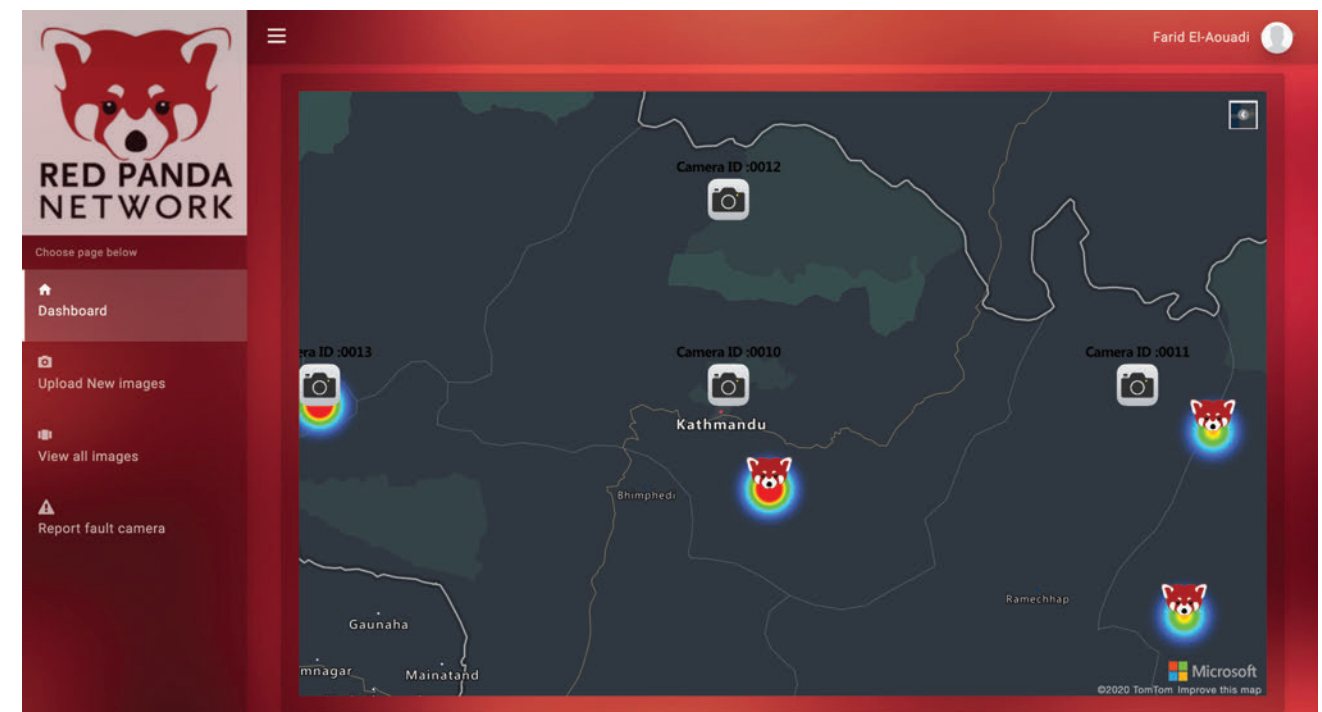 RED PANDA
NETWORK
Choose page below
Dashboard
Upload New images
View all images
Report fault camera
Farid El-Aouadi
Camera ID :0012
ra ID :0013
Camera ID :0010
Camera ID :0011
Kathmandu
Bhimphedi
Ramechhap
Gaunaha
mnagar
Mainatand
Microsoft
©2020 TomTom Improve this map